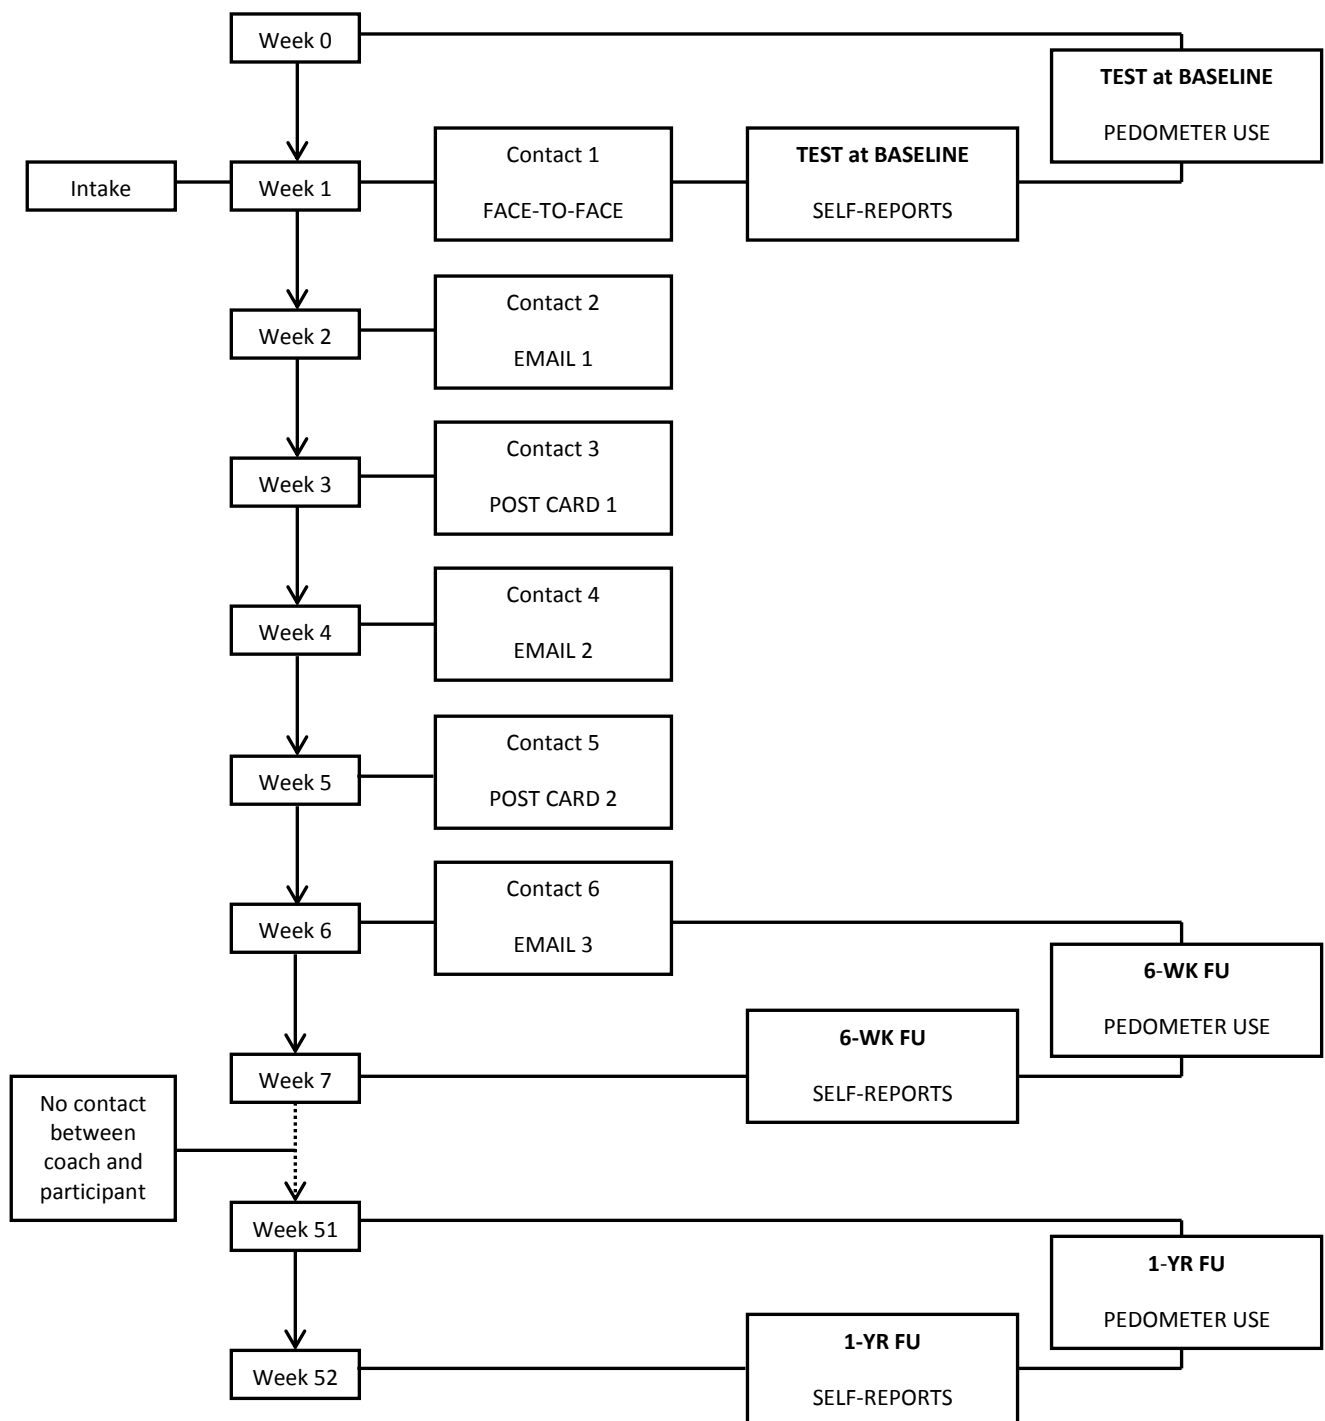 Week 0
TEST at BASELINE
PEDOMETER USE
Intake
Week 1
Contact 1
FACE-TO-FACE
TEST at BASELINE
SELF-REPORTS
Week 2
Contact 2
EMAIL 1
Week 3
Contact 3
POST CARD 1
Week 4
Contact 4
EMAIL 2
Week 5
Contact 5
POST CARD 2
Week 6
Contact 6
EMAIL 3
6-WK FU
PEDOMETER USE
Week 7
6-WK FU
SELF-REPORTS
No contact
between
coach and
participant
Week 51
1-YR FU
PEDOMETER USE
Week 52
1-YR FU
SELF-REPORTS